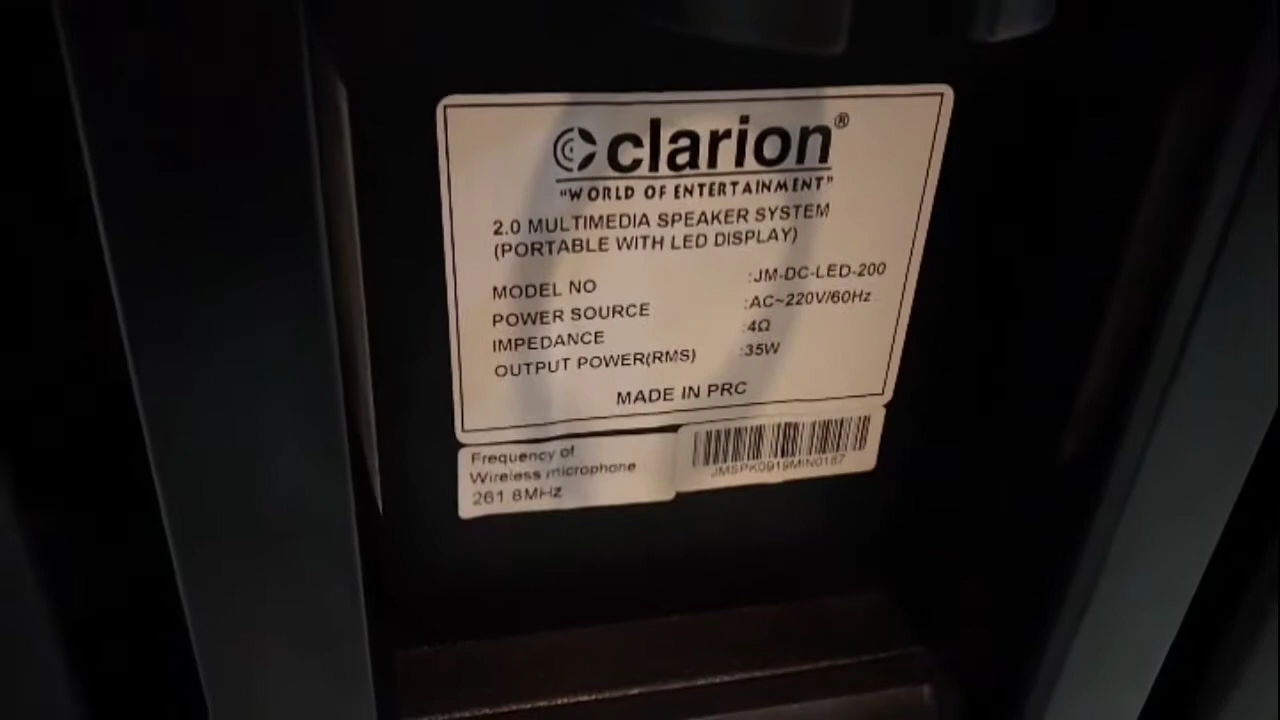 clarion®
"WORLD OF ENTERTAINMENT"
2.0 MULTIMEDIA SPEAKER SYSTEM
(PORTABLE WITH LED DISPLAY)
MODEL NO :JM-DC-LED-200
POWER SOURCE :AC~220V/60Hz
IMPEDANCE :4Ω
OUTPUT POWER(RMS) :35W
MADE IN PRC
Frequency of
Wireless microphone
261.8MHz
JMSPK0919MIN0187